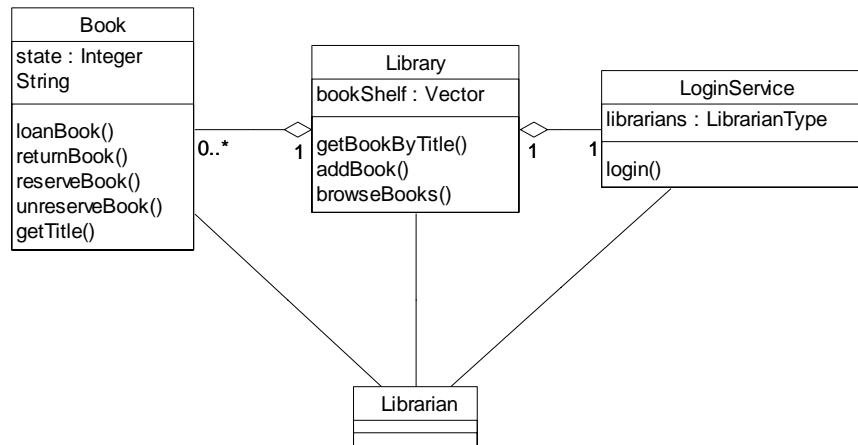 Book
state : Integer
String
loanBook()
returnBook()
reserveBook()
unreserveBook()
getTitle()
0..*
1
Library
bookShelf : Vector
getBookByTitle()
addBook()
browseBooks()
1
1
LoginService
librarians : LibrarianType
login()
Librarian